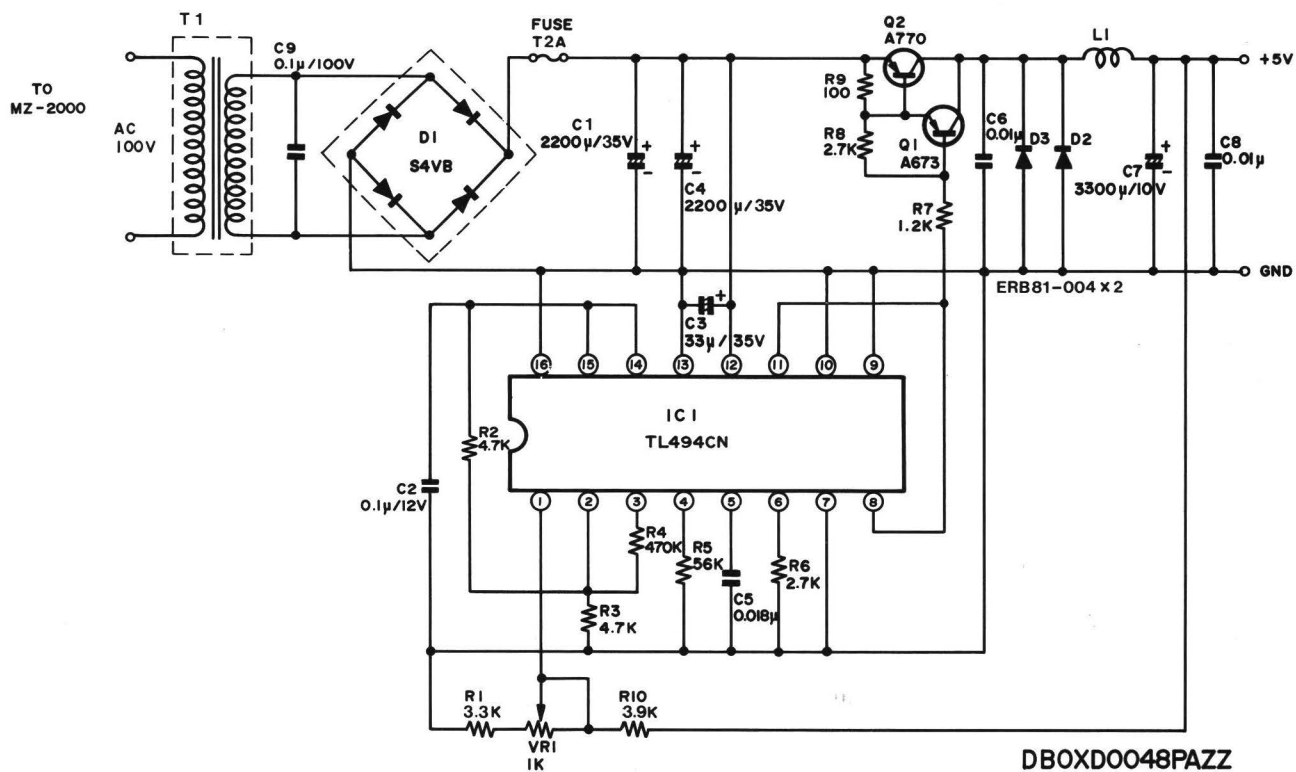 T1
TO
MZ-2000
AC
100V
C9
0.1µ/100V
D1
S4VB
FUSE
T2A
C1
2200µ/35V
+
-
+
-
C4
2200µ/35V
Q2
A770
R9
100
R8
2.7K
Q1
A673
R7
1.2K
C6
0.01µ
D3
D2
L1
C7
3300µ/10V
+
-
C8
0.01µ
+5V
GND
ERB81-004×2
C3
33µ/35V
+
16
15
14
13
12
11
10
9
IC1
TL494CN
1
2
3
4
5
6
7
8
R2
4.7K
C2
0.1µ/12V
R4
470K
R5
56K
C5
0.018µ
R6
2.7K
R3
4.7K
R1
3.3K
VR1
1K
R10
3.9K
DBOXD0048PAZZ